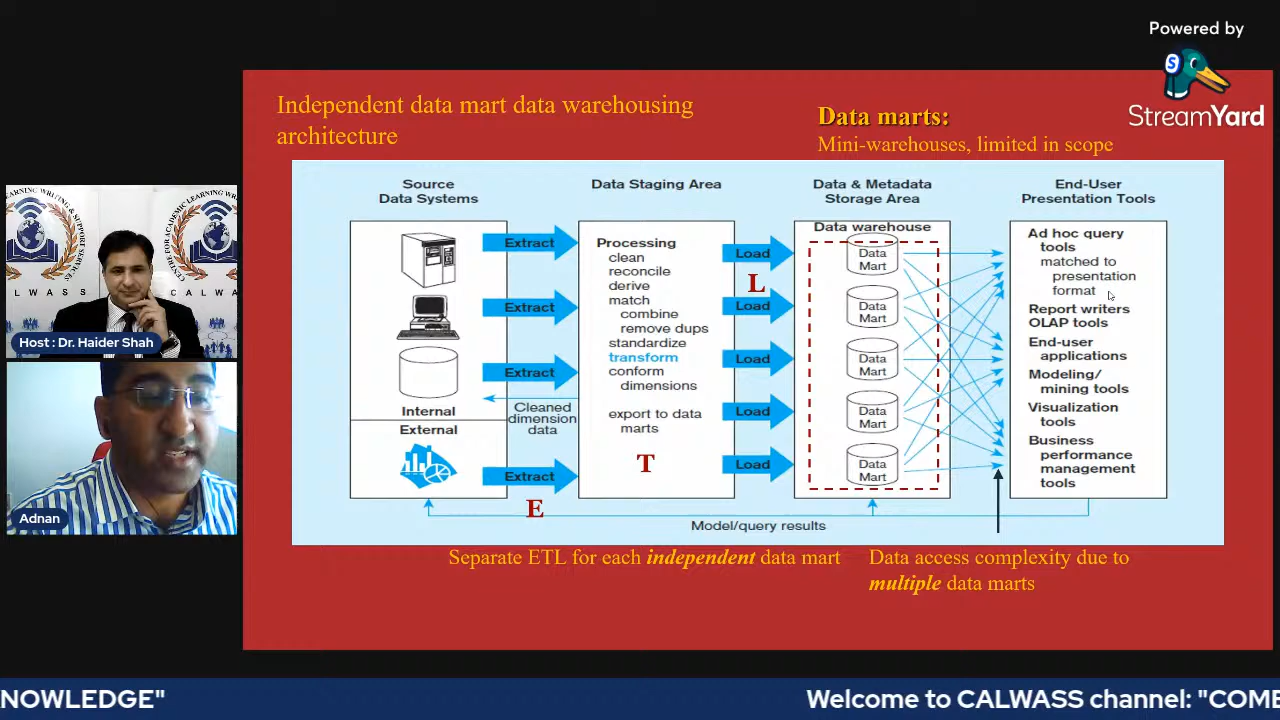 Powered by
StreamYard
Independent data mart data warehousing
architecture
Data marts:
Mini-warehouses, limited in scope
Source
Data Systems
Data Staging Area
Data & Metadata
Storage Area
End-User
Presentation Tools
Extract
Extract
Extract
Extract
Internal
External
Cleaned
dimension
data
E
Processing
clean
reconcile
derive
match
combine
remove dups
standardize
transform
conform
dimensions
export to data
marts
T
Load
L
Load
Load
Load
Load
Data warehouse
Data
Mart
Data
Mart
Data
Mart
Data
Mart
Data
Mart
Ad hoc query
tools
matched to
presentation
format
Report writers
OLAP tools
End-user
applications
Modeling/
mining tools
Visualization
tools
Business
performance
management
tools
Model/query results
Separate ETL for each independent data mart
Data access complexity due to
multiple data marts
CALWASS
Host : Dr. Haider Shah
Adnan
NOWLEDGE"
Welcome to CALWASS channel: "COME